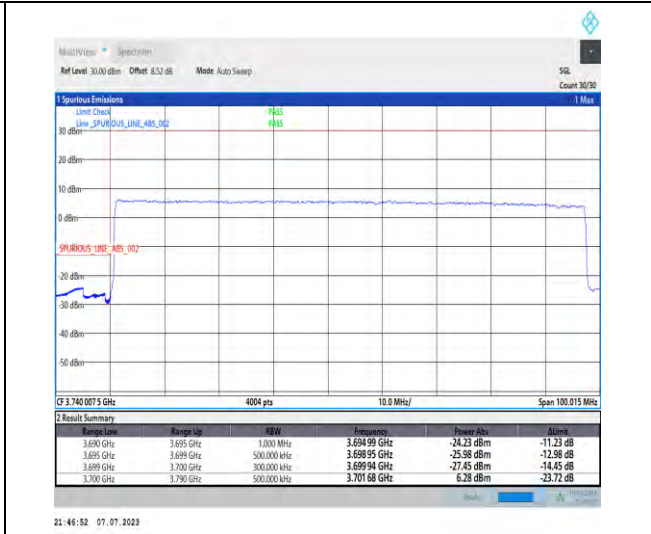 MultiView Spectrum
Ref Level 30.00 dBm Offset 8.52 dB Mode Auto Sweep SGL
Count 30/30
1 Spurious Emissions 1 Max
Limit Check PASS
Line _SPURIOUS_LINE_ABS_002 PASS
30 dBm
20 dBm
10 dBm
0 dBm
SPURIOUS_LINE_ABS_002
-20 dBm
-30 dBm
-40 dBm
-50 dBm
CF 3.740 007 5 GHz 4004 pts 10.0 MHz/ Span 100.015 MHz
2 Result Summary
Range Low Range Up RBW Frequency Power Abs ΔLimit
3.690 GHz 3.695 GHz 1.000 MHz 3.694 99 GHz -24.23 dBm -11.23 dB
3.695 GHz 3.699 GHz 500.000 kHz 3.698 95 GHz -25.98 dBm -12.98 dB
3.699 GHz 3.700 GHz 300.000 kHz 3.699 94 GHz -27.45 dBm -14.45 dB
3.700 GHz 3.790 GHz 500.000 kHz 3.701 68 GHz 6.28 dBm -23.72 dB
21:46:52 07.07.2023